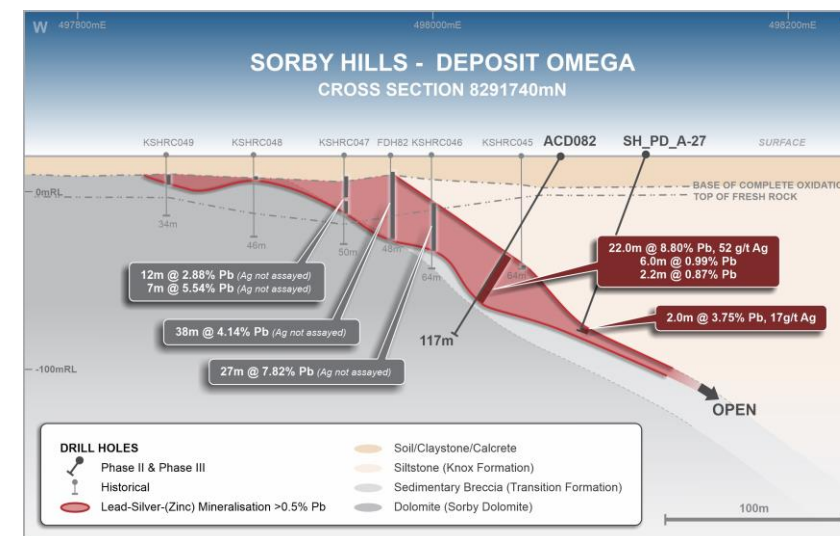 W 497800mE 498000mE 498200mE
SORBY HILLS - DEPOSIT OMEGA
CROSS SECTION 8291740mN
KSHRC049 KSHRC048 KSHRC047 FDH82 KSHRC046 KSHRC045 ACD082 SH_PD_A-27 SURFACE
0mRL
BASE OF COMPLETE OXIDATIO
TOP OF FRESH ROCK
34m
46m
50m
48m
64m
64m
22.0m @ 8.80% Pb, 52 g/t Ag
6.0m @ 0.99% Pb
2.2m @ 0.87% Pb
12m @ 2.88% Pb (Ag not assayed)
7m @ 5.54% Pb (Ag not assayed)
2.0m @ 3.75% Pb, 17g/t Ag
38m @ 4.14% Pb (Ag not assayed)
117m
27m @ 7.82% Pb (Ag not assayed)
-100mRL
OPEN
DRILL HOLES
Phase II & Phase III
Historical
Lead-Silver-(Zinc) Mineralisation >0.5% Pb
Soil/Claystone/Calcrete
Siltstone (Knox Formation)
Sedimentary Breccia (Transition Formation)
Dolomite (Sorby Dolomite)
100m